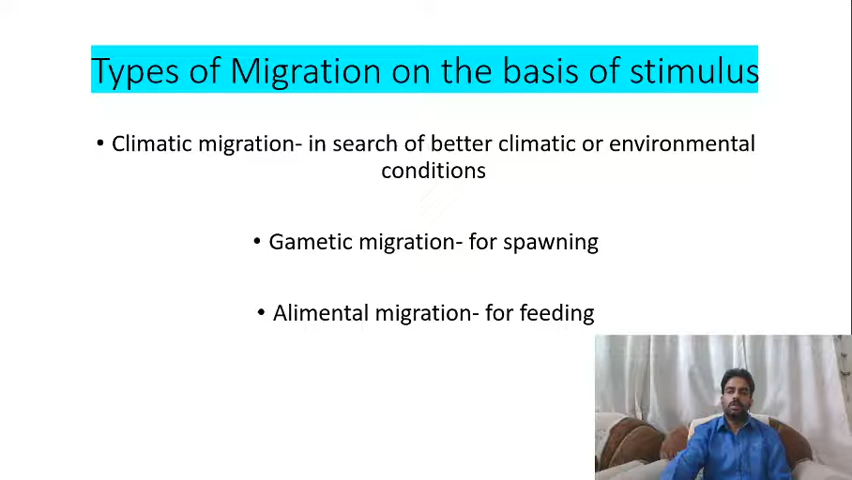 Types of Migration on the basis of stimulus
• Climatic migration- in search of better climatic or environmental
conditions
• Gametic migration- for spawning
• Alimental migration- for feeding